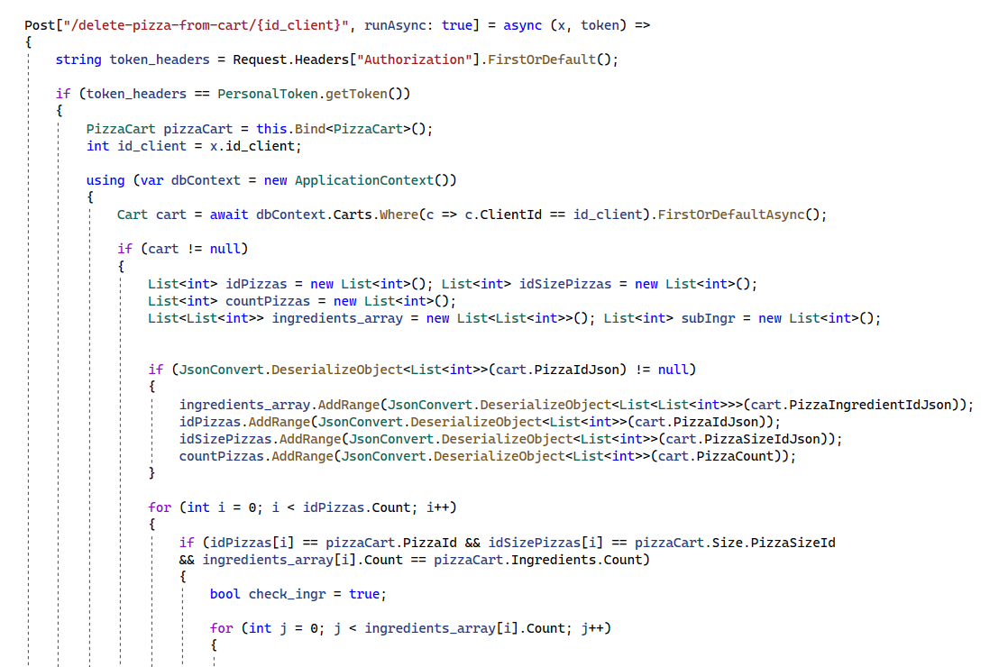 Post["/delete-pizza-from-cart/{id_client}", runAsync: true] = async (x, token) =>
{
string token_headers = Request.Headers["Authorization"].FirstOrDefault();
if (token_headers == PersonalToken.getToken())
{
PizzaCart pizzaCart = this.Bind<PizzaCart>();
int id_client = x.id_client;
using (var dbContext = new ApplicationContext())
{
Cart cart = await dbContext.Carts.Where(c => c.ClientId == id_client).FirstOrDefaultAsync();
if (cart != null)
{
List<int> idPizzas = new List<int>(); List<int> idSizePizzas = new List<int>();
List<int> countPizzas = new List<int>();
List<List<int>> ingredients_array = new List<List<int>>(); List<int> subIngr = new List<int>();
if (JsonConvert.DeserializeObject<List<int>>(cart.PizzaIdJson) != null)
{
ingredients_array.AddRange(JsonConvert.DeserializeObject<List<List<int>>>(cart.PizzaIngredientIdJson));
idPizzas.AddRange(JsonConvert.DeserializeObject<List<int>>(cart.PizzaIdJson));
idSizePizzas.AddRange(JsonConvert.DeserializeObject<List<int>>(cart.PizzaSizeIdJson));
countPizzas.AddRange(JsonConvert.DeserializeObject<List<int>>(cart.PizzaCount));
}
for (int i = 0; i < idPizzas.Count; i++)
{
if (idPizzas[i] == pizzaCart.PizzaId && idSizePizzas[i] == pizzaCart.Size.PizzaSizeId
&& ingredients_array[i].Count == pizzaCart.Ingredients.Count)
{
bool check_ingr = true;
for (int j = 0; j < ingredients_array[i].Count; j++)
{